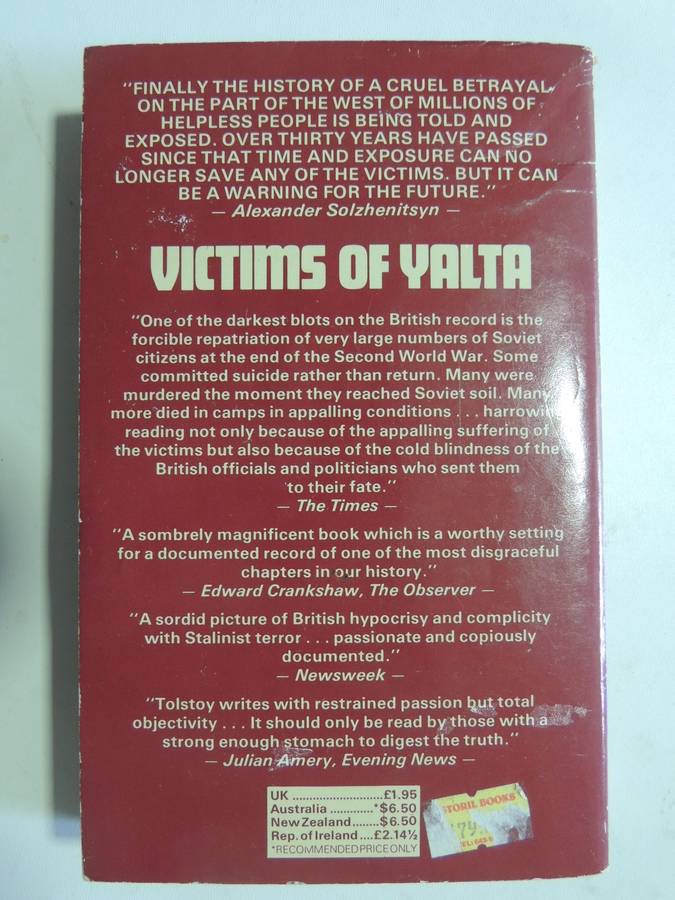 "FINALLY THE HISTORY OF A CRUEL BETRAYAL
ON THE PART OF THE WEST OF MILLIONS OF
HELPLESS PEOPLE IS BEING TOLD AND
EXPOSED. OVER THIRTY YEARS HAVE PASSED
SINCE THAT TIME AND EXPOSURE CAN NO
LONGER SAVE ANY OF THE VICTIMS. BUT IT CAN
BE A WARNING FOR THE FUTURE."
— Alexander Solzhenitsyn —
VICTIMS OF YALTA
"One of the darkest blots on the British record is the
forcible repatriation of very large numbers of Soviet
citizens at the end of the Second World War. Some
committed suicide rather than return. Many were
murdered the moment they reached Soviet soil. Many
more died in camps in appalling conditions . . . harrowing
reading not only because of the appalling suffering of
the victims but also because of the cold blindness of the
British officials and politicians who sent them
to their fate."
— The Times —
"A sombrely magnificent book which is a worthy setting
for a documented record of one of the most disgraceful
chapters in our history."
— Edward Crankshaw, The Observer —
"A sordid picture of British hypocrisy and complicity
with Stalinist terror . . . passionate and copiously
documented."
— Newsweek —
"Tolstoy writes with restrained passion but total
objectivity . . . It should only be read by those with a
strong enough stomach to digest the truth."
— Julian Amery, Evening News —
UK ............................£1.95
Australia .............*$6.50
New Zealand........$6.50
Rep. of Ireland ....£2.14½
*RECOMMENDED PRICE ONLY
TORIL BOOKS